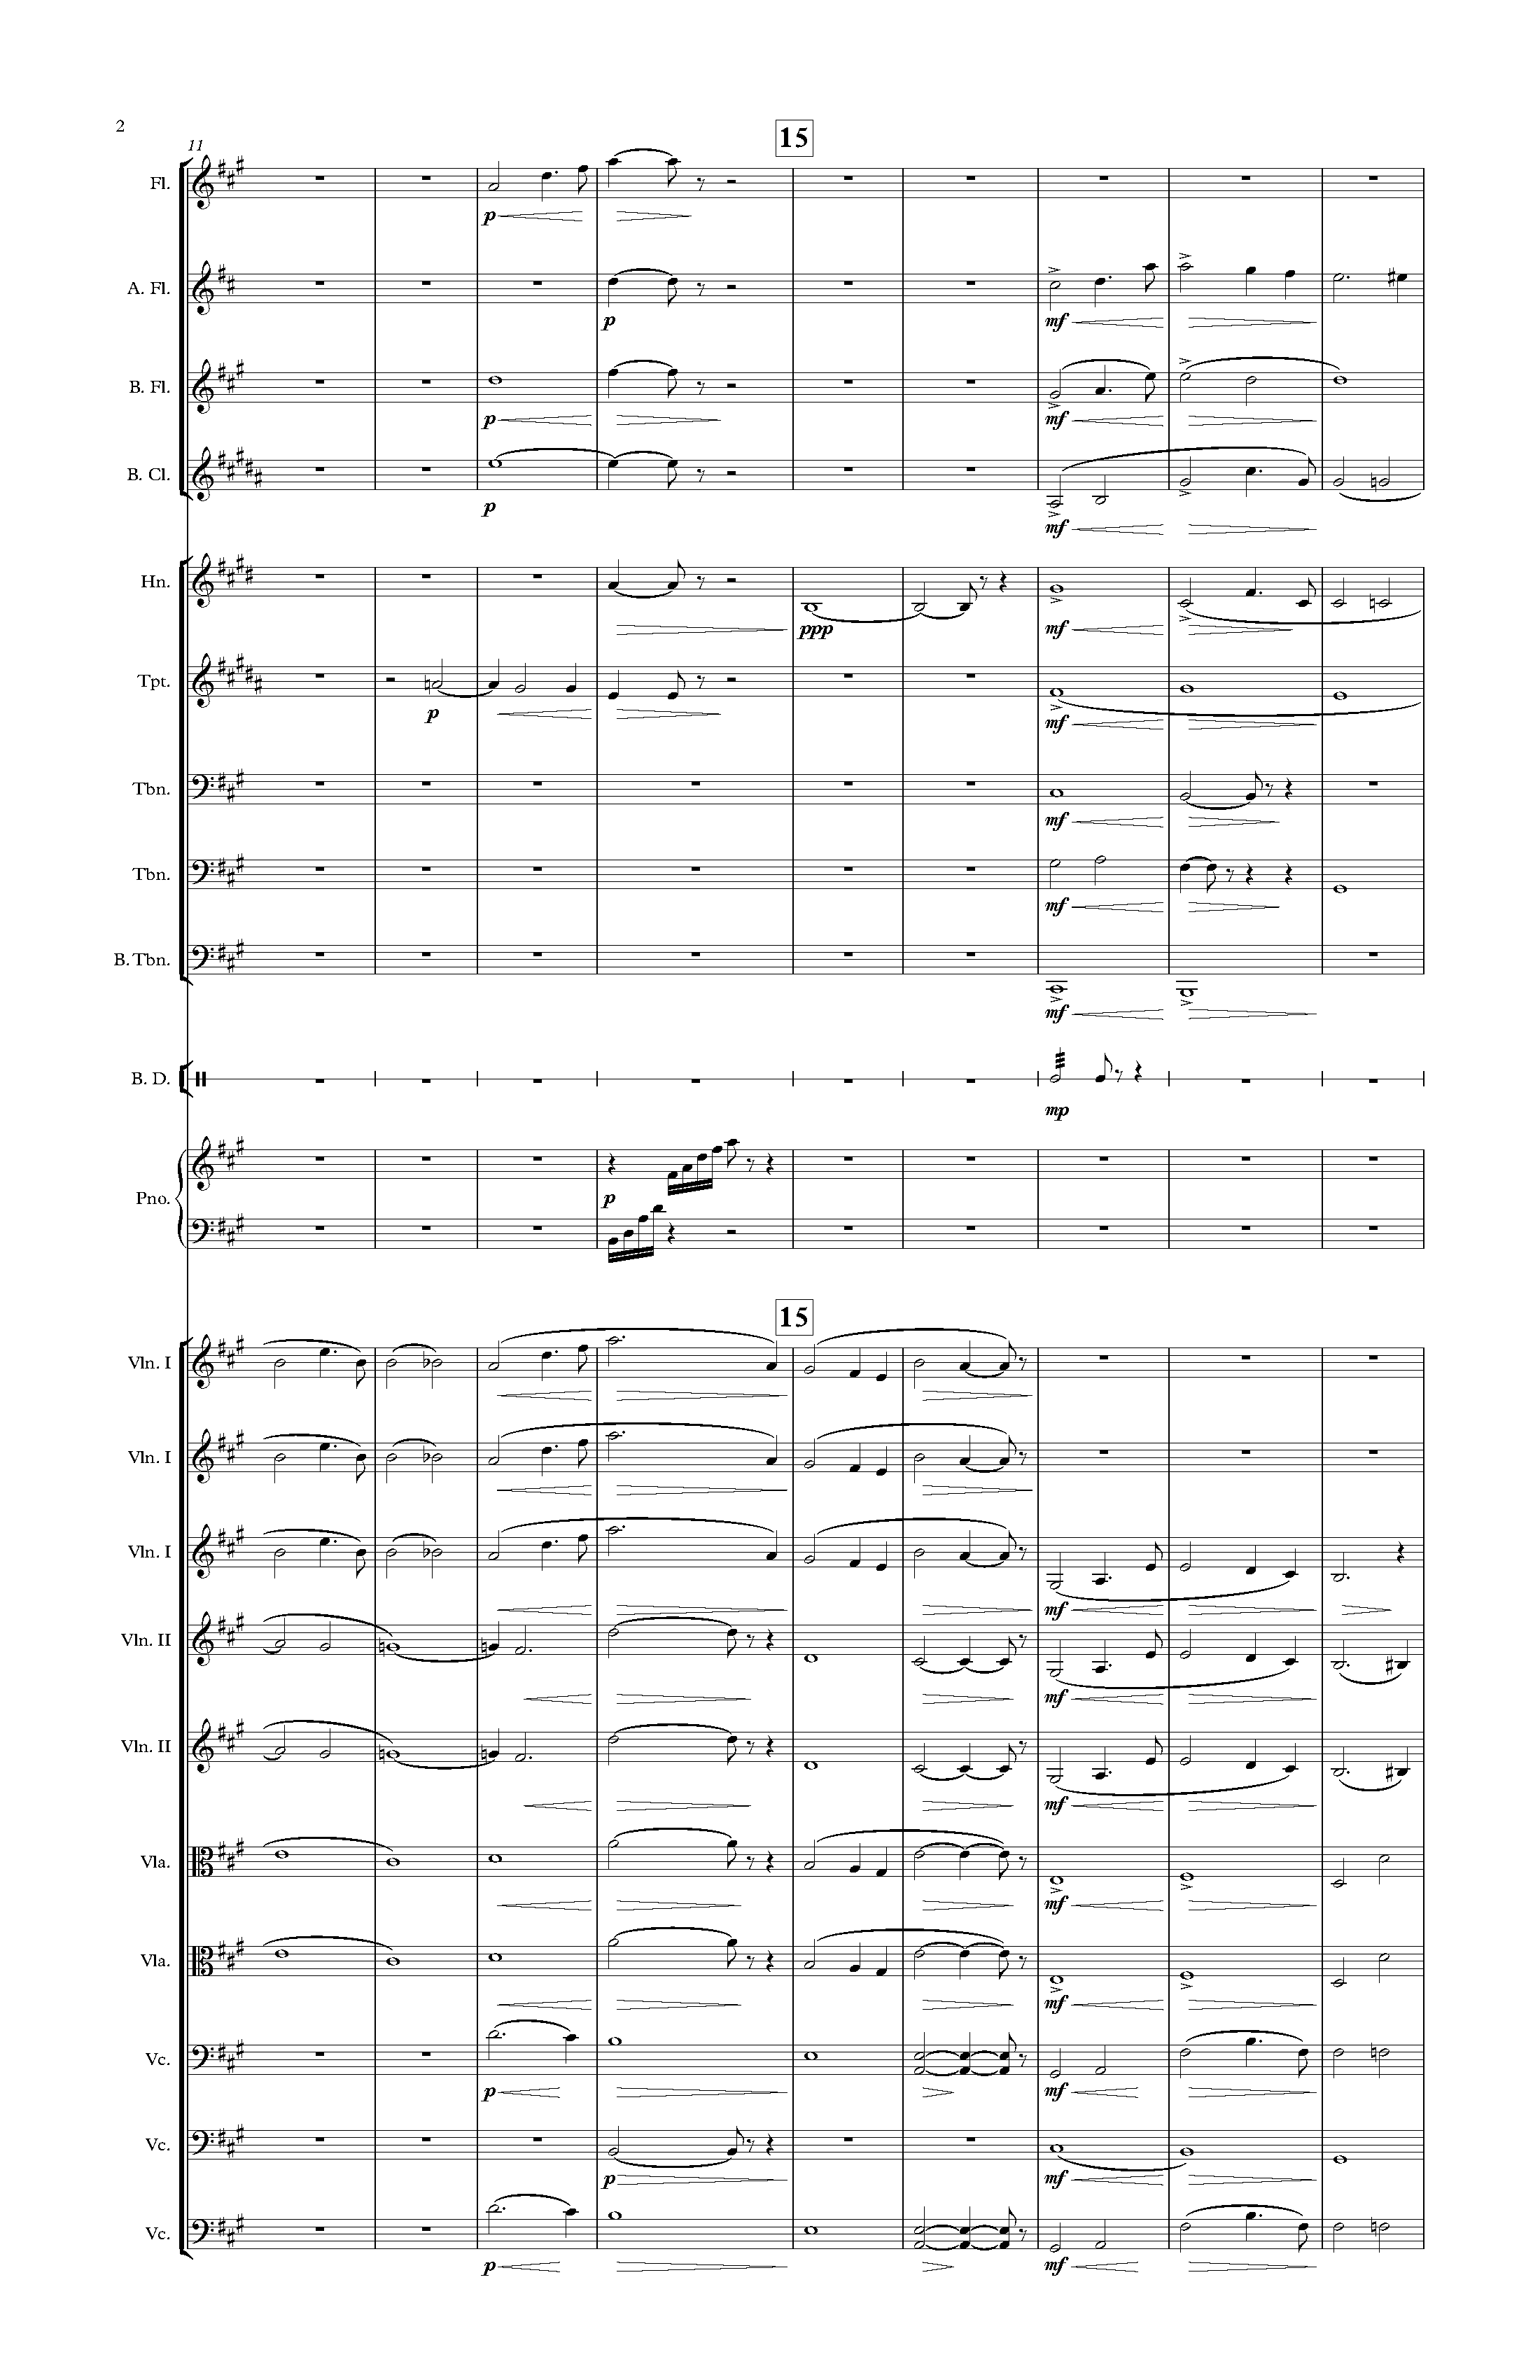 2
11
15
Fl.
p
A. Fl.
p
mf
B. Fl.
p
mf
B. Cl.
p
mf
Hn.
ppp
mf
Tpt.
p
mf
Tbn.
mf
Tbn.
mf
B. Tbn.
mf
B. D.
mp
Pno.
p
15
Vln. I
Vln. I
Vln. I
mf
Vln. II
mf
Vln. II
mf
Vla.
mf
Vla.
mf
Vc.
p
mf
Vc.
p
mf
Vc.
p
mf